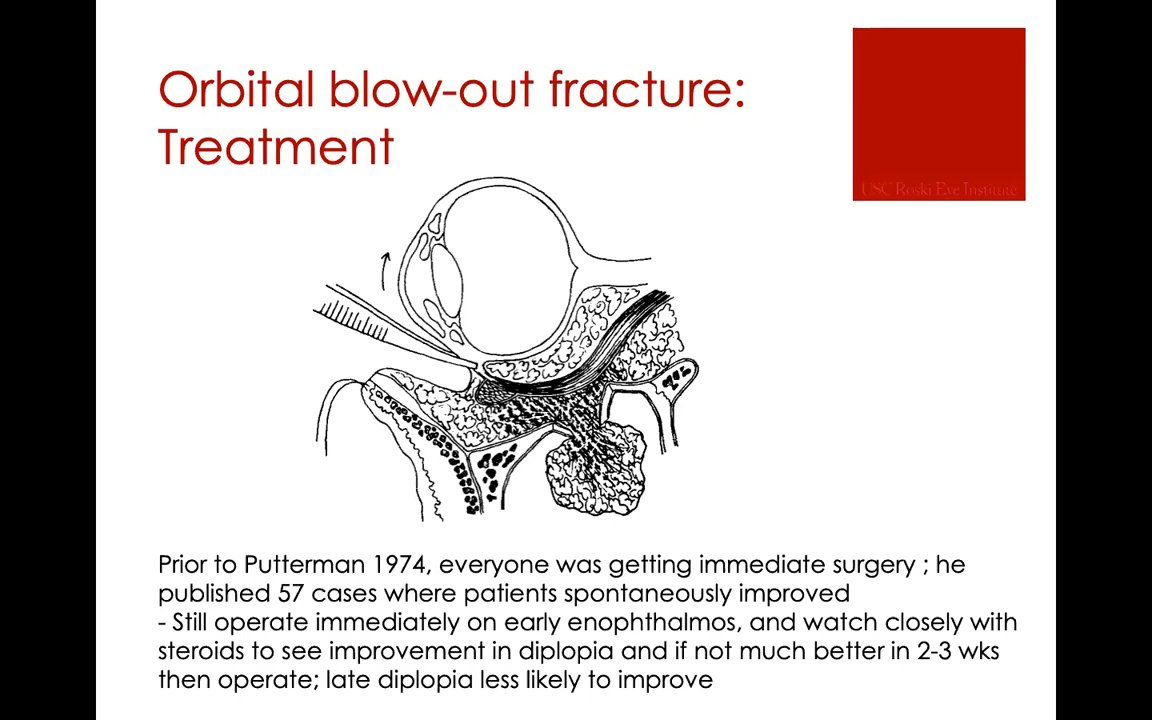 Orbital blow-out fracture:
Treatment
USC Roski Eye Institute
Prior to Putterman 1974, everyone was getting immediate surgery ; he
published 57 cases where patients spontaneously improved
- Still operate immediately on early enophthalmos, and watch closely with
steroids to see improvement in diplopia and if not much better in 2-3 wks
then operate; late diplopia less likely to improve